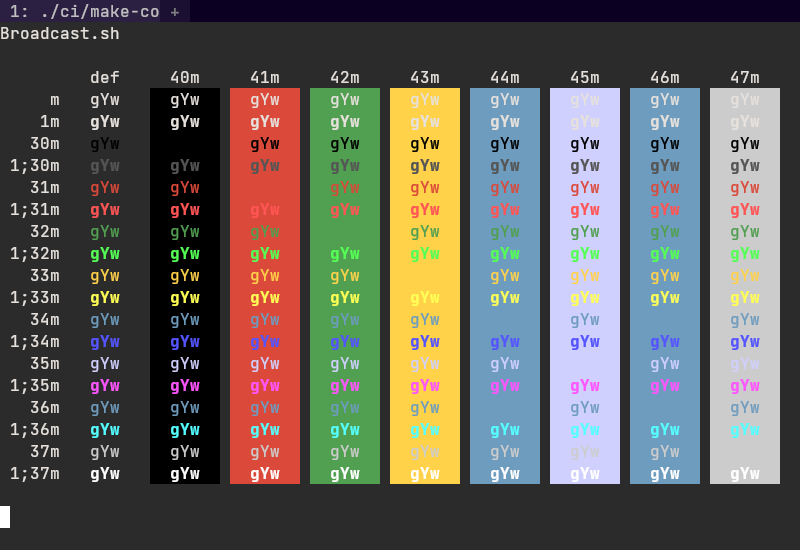 1: ./ci/make-co +
Broadcast.sh
def 40m 41m 42m 43m 44m 45m 46m 47m
m gYw gYw gYw gYw gYw gYw gYw gYw gYw
1m gYw gYw gYw gYw gYw gYw gYw gYw gYw
30m gYw gYw gYw gYw gYw gYw gYw gYw
1;30m gYw gYw gYw gYw gYw gYw gYw gYw gYw
31m gYw gYw gYw gYw gYw gYw gYw gYw
1;31m gYw gYw gYw gYw gYw gYw gYw gYw gYw
32m gYw gYw gYw gYw gYw gYw gYw gYw
1;32m gYw gYw gYw gYw gYw gYw gYw gYw gYw
33m gYw gYw gYw gYw gYw gYw gYw gYw
1;33m gYw gYw gYw gYw gYw gYw gYw gYw gYw
34m gYw gYw gYw gYw gYw gYw gYw
1;34m gYw gYw gYw gYw gYw gYw gYw gYw gYw
35m gYw gYw gYw gYw gYw gYw gYw gYw
1;35m gYw gYw gYw gYw gYw gYw gYw gYw gYw
36m gYw gYw gYw gYw gYw gYw gYw
1;36m gYw gYw gYw gYw gYw gYw gYw gYw gYw
37m gYw gYw gYw gYw gYw gYw gYw gYw
1;37m gYw gYw gYw gYw gYw gYw gYw gYw gYw